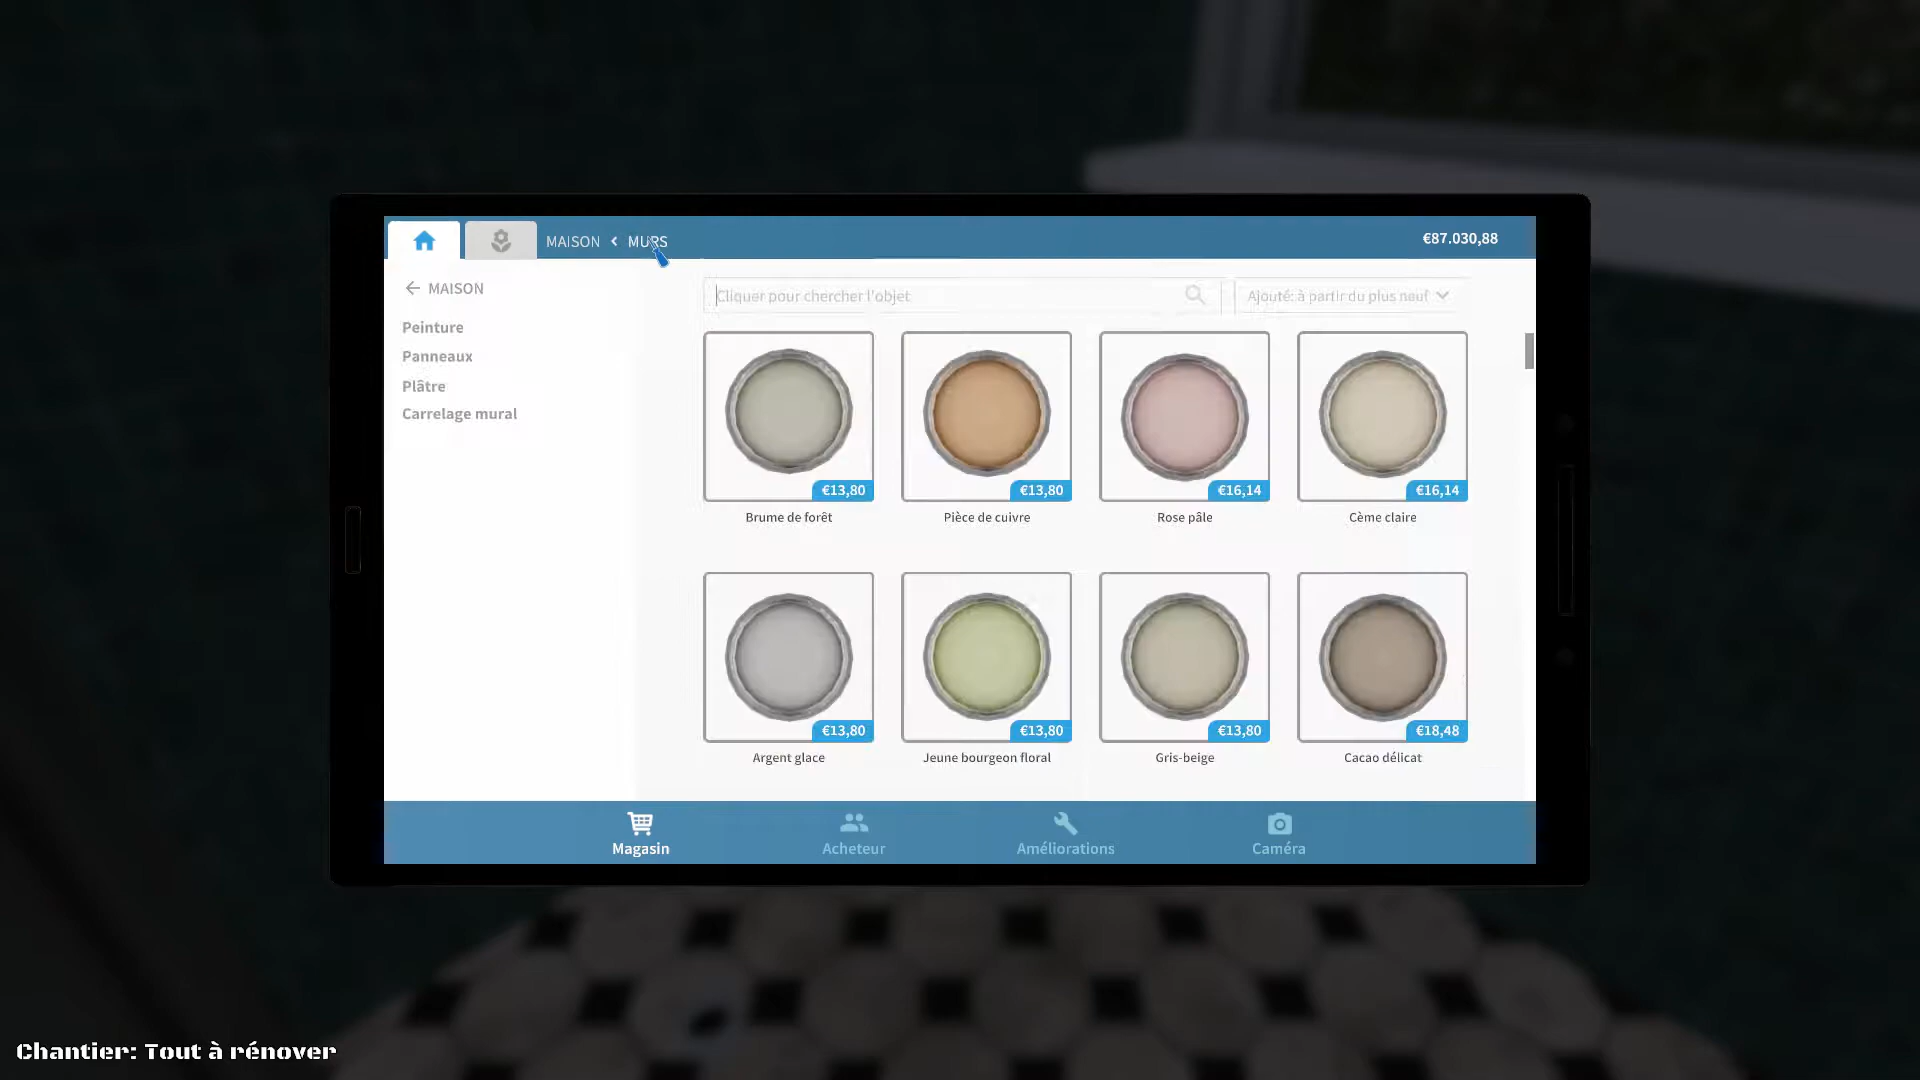 MAISON < MURS
€87.030,88
← MAISON
Peinture
Panneaux
Plâtre
Carrelage mural
Cliquer pour chercher l'objet
Ajouté: à partir du plus neuf
€13,80
€13,80
€16,14
€16,14
Brume de forêt
Pièce de cuivre
Rose pâle
Cème claire
€13,80
€13,80
€13,80
€18,48
Argent glace
Jeune bourgeon floral
Gris-beige
Cacao délicat
Magasin
Acheteur
Améliorations
Caméra
Chantier: Tout à rénover